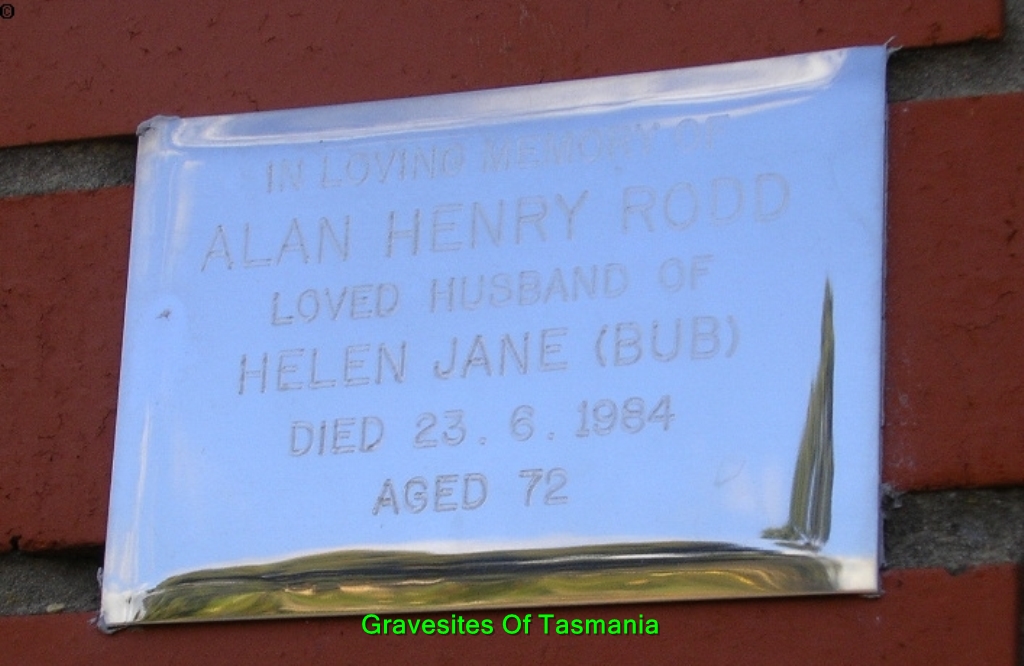 ©
IN LOVING MEMORY OF
ALAN HENRY RODD
LOVED HUSBAND OF
HELEN JANE (BUB)
DIED 23.6.1984
AGED 72
Gravesites Of Tasmania